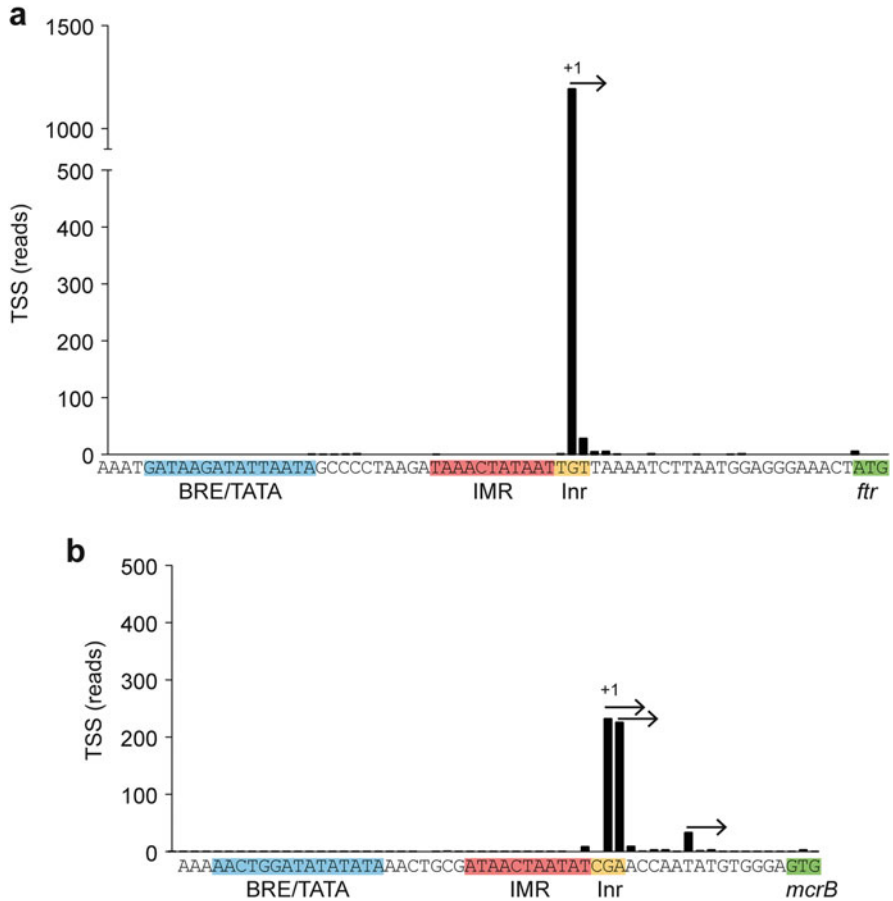 a
1500
+1
1000
500
400
300
200
100
0
TSS (reads)
AAATGATAAGATATTAATAGCCCCTAAGATAAACTATAATTGTTAAAATCTTAATGGAGGGAAACTATG
BRE/TATA IMR Inr ftr
b
500
400
300
+1
200
100
0
TSS (reads)
AAAAACTGGATATATATAAACTGCGATAACTAATATCGAACCAATATGTGGGAGTG
BRE/TATA IMR Inr mcrB